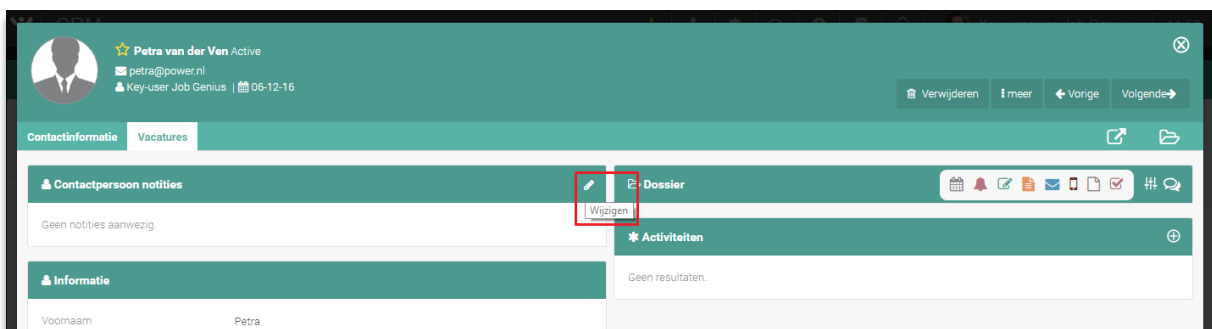 CRM
Petra van der Ven Active
petra@power.nl
Key-user Job Genius | 06-12-16
Verwijderen meer Vorige Volgende
Contactinformatie Vacatures
Contactpersoon notities
Wijzigen
Geen notities aanwezig.
Dossier
Activiteiten
Geen resultaten.
Informatie
Voornaam Petra